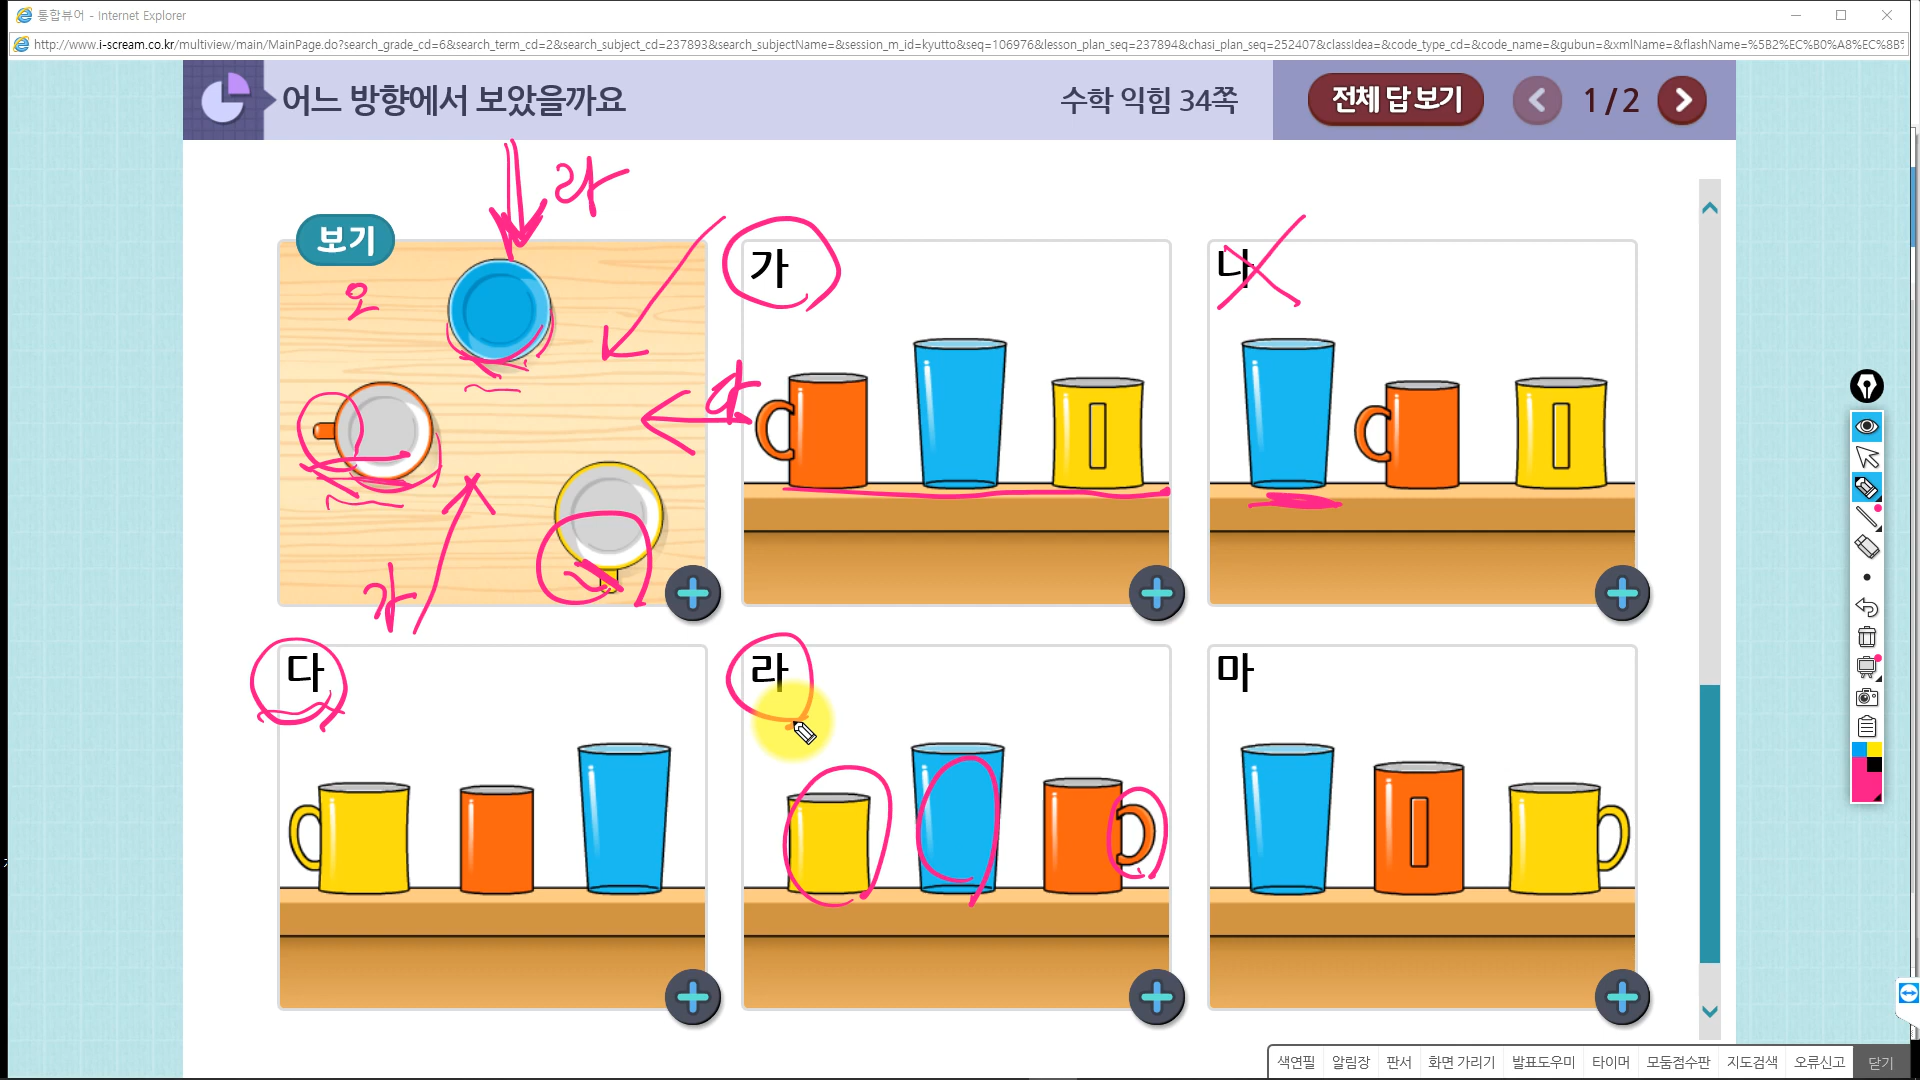 통합뷰어 - Internet Explorer
http://www.i-scream.co.kr/multiview/main/MainPage.do?search_grade_cd=6&search_term_cd=2&search_subject_cd=237893&search_subjectName=&session_m_id=kyutto&seq=106976&lesson_plan_seq=237894&chasi_plan_seq=252407&classIdea=&code_type_cd=&code_name=&gubun=&xmlName=&flashName=%5B2%EC%B0%A8%EC%8B%
어느 방향에서 보았을까요
수학 익힘 34쪽
전체 답 보기
1 / 2
라
보기
오
가
나
다
가
다
라
마
색연필 알림장 판서 화면 가리기 발표도우미 타이머 모둠점수판 지도검색 오류신고 닫기